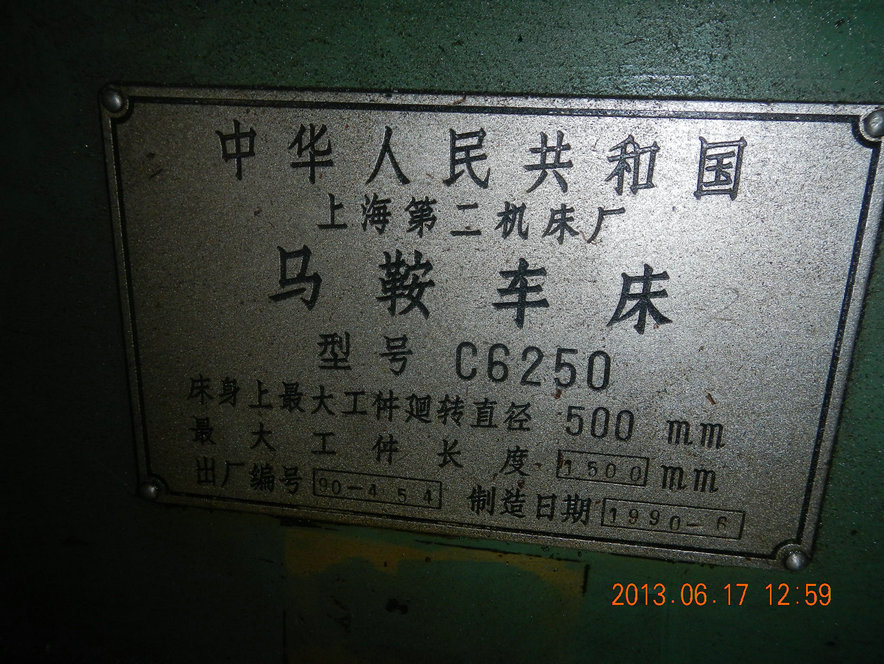 中华人民共和国
上海第二机床厂
马鞍车床
型号 C6250
床身上最大工件廻转直径 500 mm
最大工件长度 1500 mm
出厂编号 90-454 制造日期 1990-6
2013.06.17 12:59